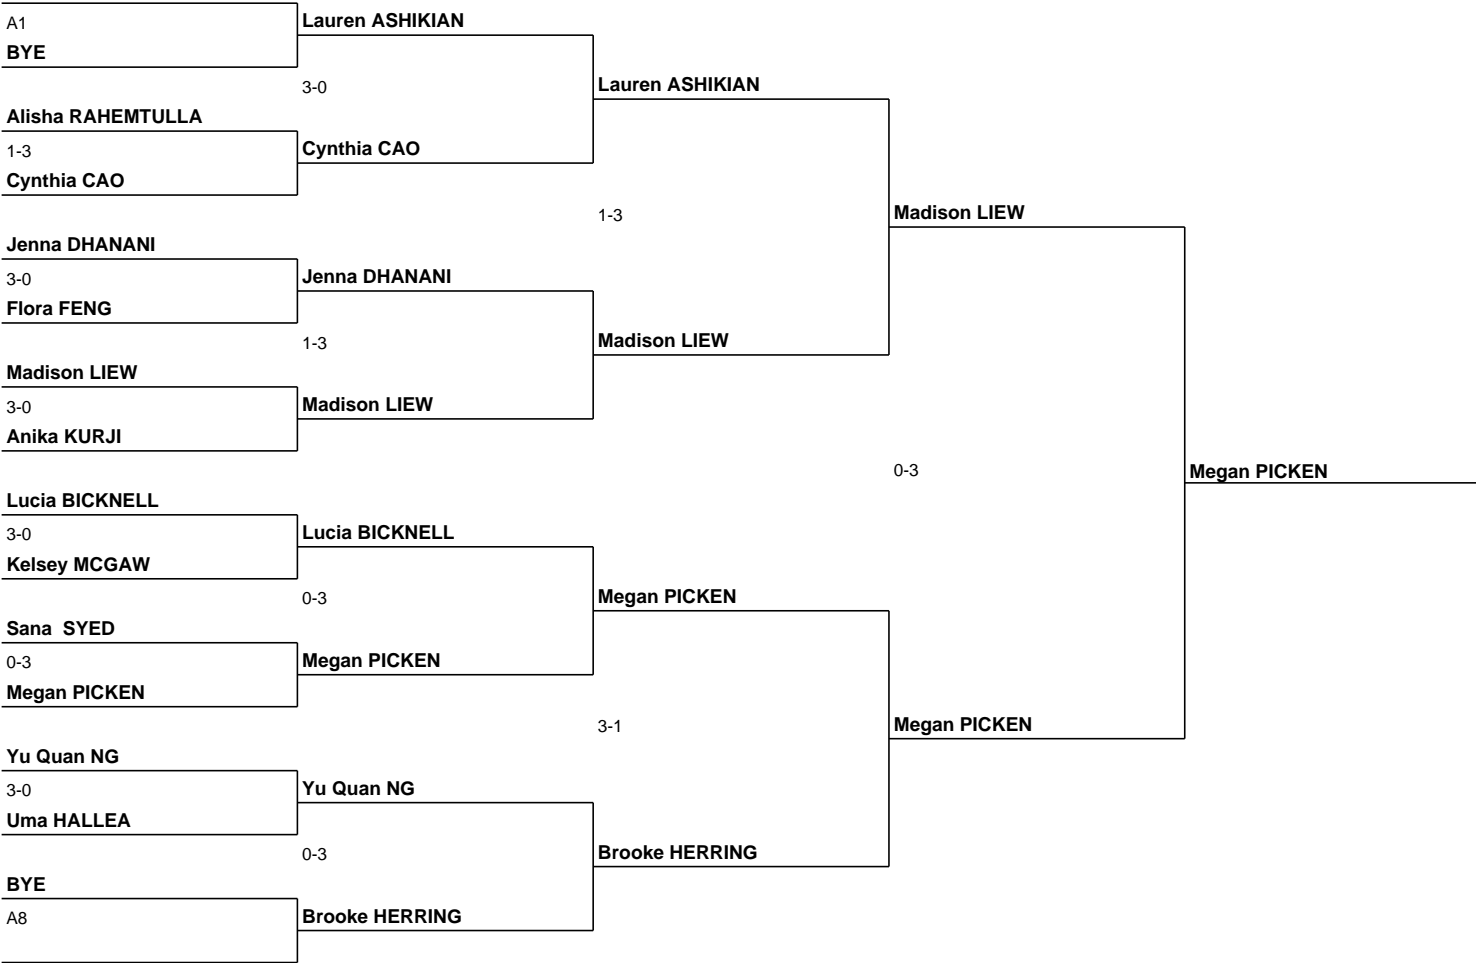 A1
BYE
Alisha RAHEMTULLA
1-3
Cynthia CAO
Jenna DHANANI
3-0
Flora FENG
Madison LIEW
3-0
Anika KURJI
Lucia BICKNELL
3-0
Kelsey MCGAW
Sana  SYED
0-3
Megan PICKEN
Yu Quan NG
3-0
Uma HALLEA
BYE
A8
Lauren ASHIKIAN
3-0
Cynthia CAO
Jenna DHANANI
1-3
Madison LIEW
Lucia BICKNELL
0-3
Megan PICKEN
Yu Quan NG
0-3
Brooke HERRING
Lauren ASHIKIAN
1-3
Madison LIEW
Megan PICKEN
3-1
Brooke HERRING
Madison LIEW
0-3
Megan PICKEN
Megan PICKEN